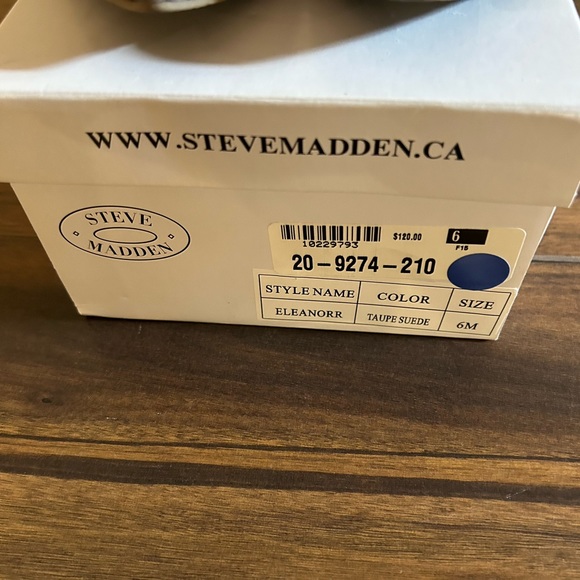 WWW.STEVEMADDEN.CA
STEVE
MADDEN
10229793
$120.00
6
F15
20-9274-210
STYLE NAME COLOR SIZE
ELEANORR TAUPE SUEDE 6M